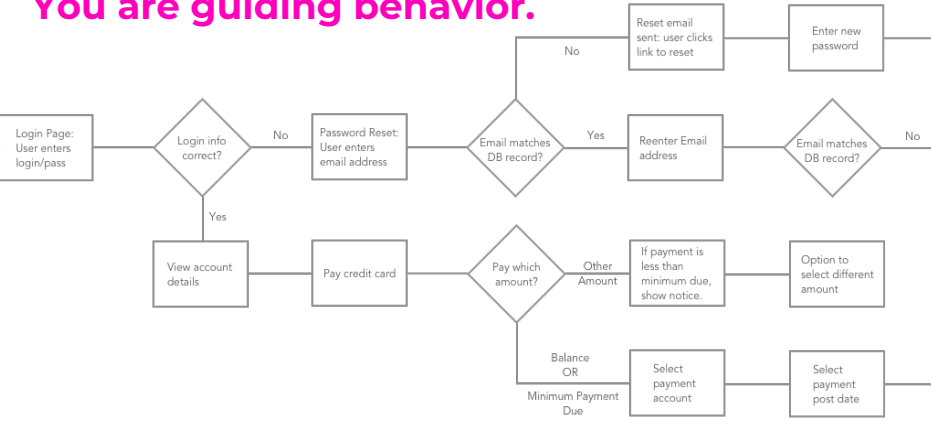 You are guiding behavior.
Reset email
sent: user clicks
link to reset
Enter new
password
No
Login Page:
User enters
login/pass
Login info
correct?
No
Password Reset:
User enters
email address
Email matches
DB record?
Yes
Reenter Email
address
Email matches
DB record?
No
Yes
View account
details
Pay credit card
Pay which
amount?
Other
Amount
If payment is
less than
minimum due,
show notice.
Option to
select different
amount
Balance
OR
Minimum Payment
Due
Select
payment
account
Select
payment
post date